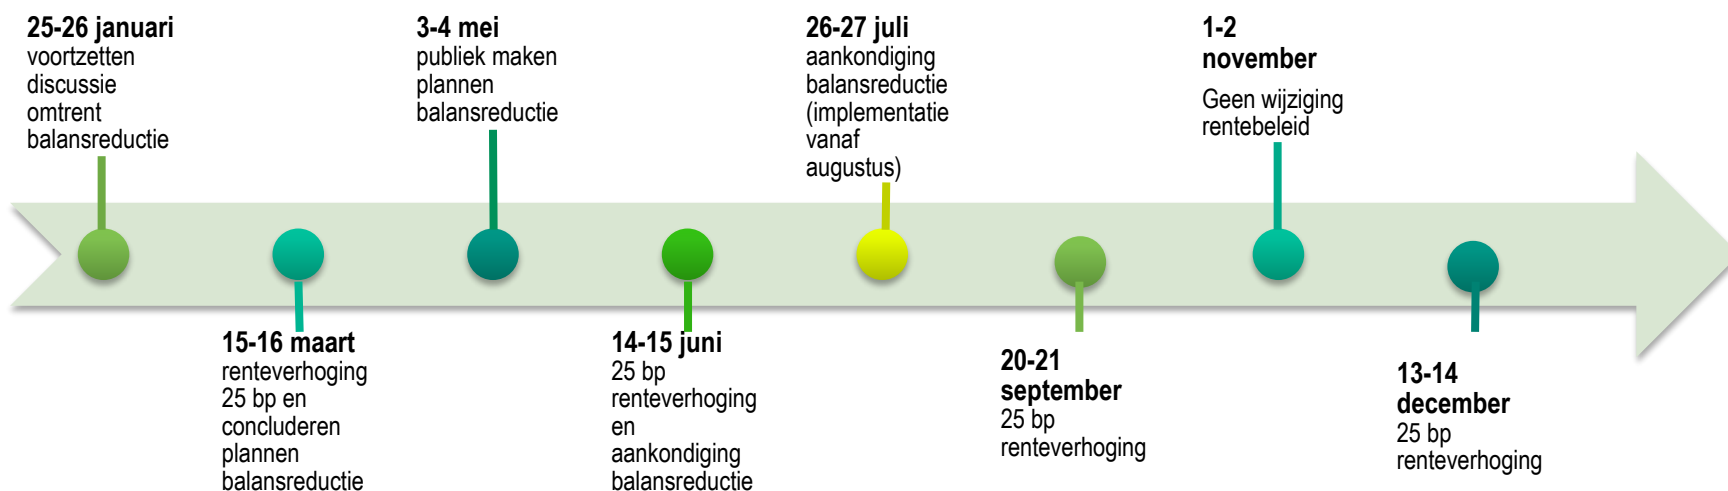 25-26 januari
voortzetten
discussie
omtrent
balansreductie
15-16 maart
renteverhoging
25 bp en
concluderen
plannen
balansreductie
3-4 mei
publiek maken
plannen
balansreductie
14-15 juni
25 bp
renteverhoging
en
aankondiging
balansreductie
26-27 juli
aankondiging
balansreductie
(implementatie
vanaf
augustus)
20-21
september
25 bp
renteverhoging
1-2
november
Geen wijziging
rentebeleid
13-14
december
25 bp
renteverhoging